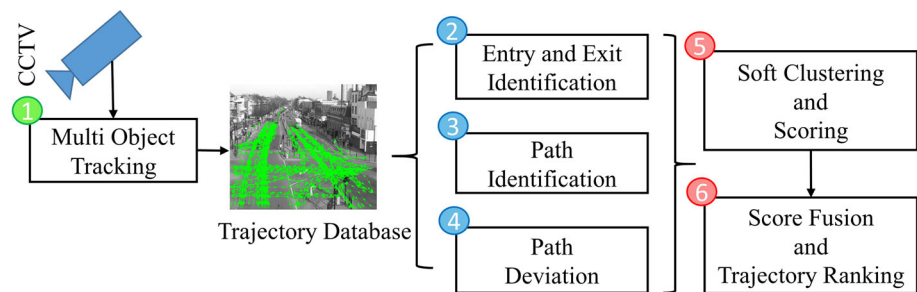 CCTV
1
Multi Object
Tracking
Trajectory Database
2
Entry and Exit
Identification
3
Path
Identification
4
Path
Deviation
5
Soft Clustering
and
Scoring
6
Score Fusion
and
Trajectory Ranking